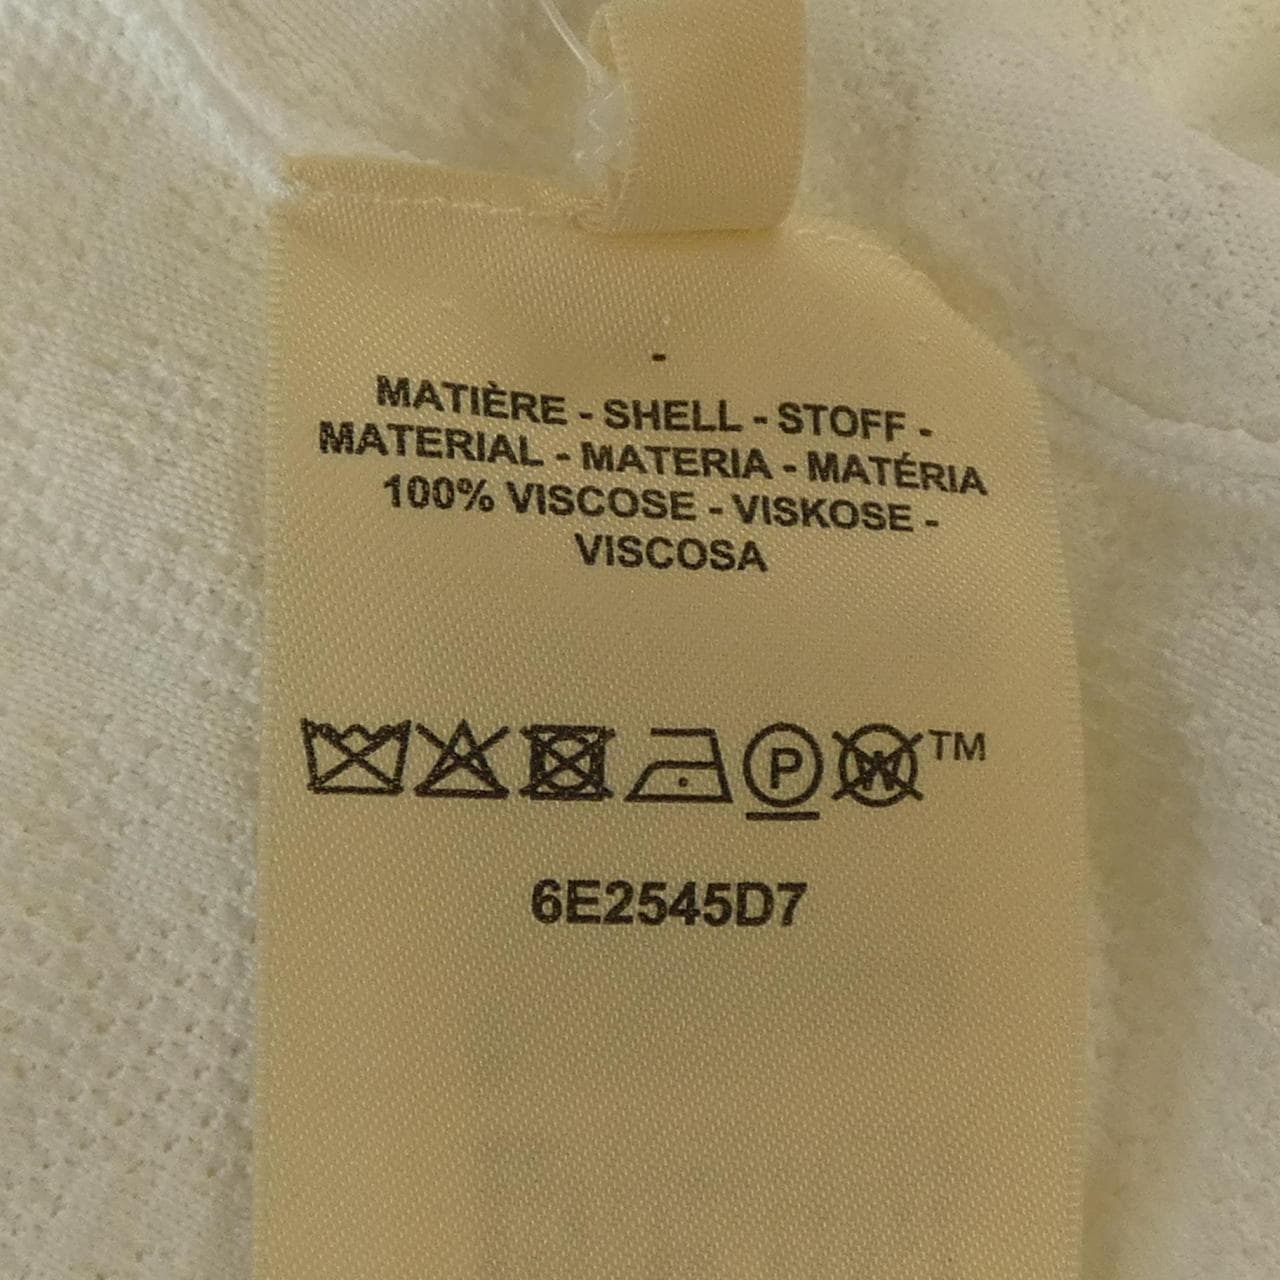 -
MATIÈRE - SHELL - STOFF -
MATERIAL - MATERIA - MATÉRIA
100% VISCOSE - VISKOSE -
VISCOSA
P W TM
6E2545D7